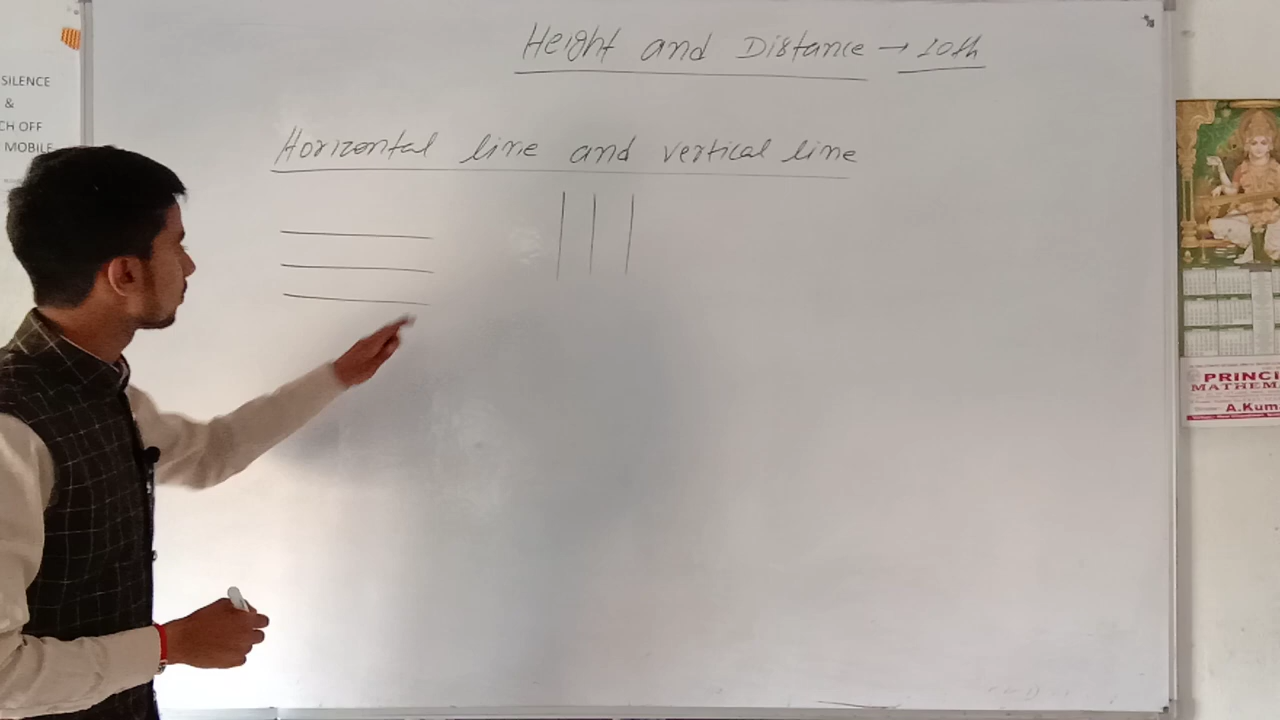 Height and Distance → 10th
Horizontal line and vertical line
SILENCE
&
CH OFF
MOBILE
PRINCI
MATHEM
A.Kum